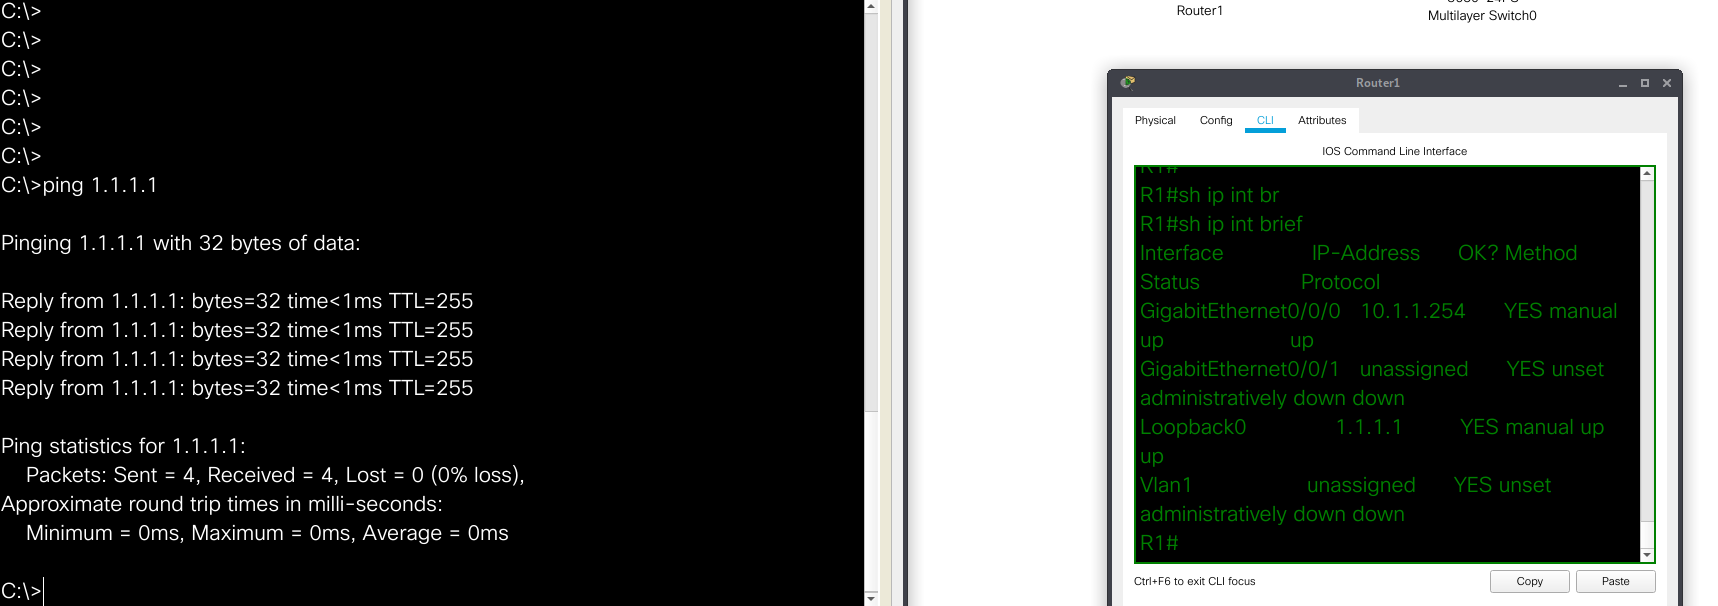 C:\>
C:\>
C:\>
C:\>
C:\>
C:\>
C:\>ping 1.1.1.1
Pinging 1.1.1.1 with 32 bytes of data:
Reply from 1.1.1.1: bytes=32 time<1ms TTL=255
Reply from 1.1.1.1: bytes=32 time<1ms TTL=255
Reply from 1.1.1.1: bytes=32 time<1ms TTL=255
Reply from 1.1.1.1: bytes=32 time<1ms TTL=255
Ping statistics for 1.1.1.1:
Packets: Sent = 4, Received = 4, Lost = 0 (0% loss),
Approximate round trip times in milli-seconds:
Minimum = 0ms, Maximum = 0ms, Average = 0ms
C:\>
Router1
Multilayer Switch0
Router1
Physical Config CLI Attributes
IOS Command Line Interface
R1#
R1#sh ip int br
R1#sh ip int brief
Interface IP-Address OK? Method
Status Protocol
GigabitEthernet0/0/0 10.1.1.254 YES manual
up up
GigabitEthernet0/0/1 unassigned YES unset
administratively down down
Loopback0 1.1.1.1 YES manual up
up
Vlan1 unassigned YES unset
administratively down down
R1#
Ctrl+F6 to exit CLI focus
Copy Paste